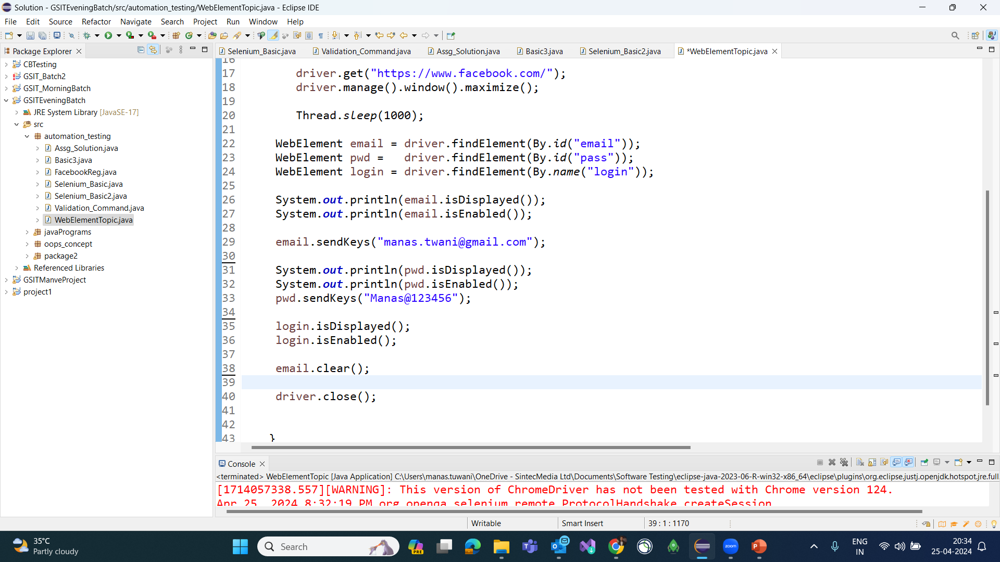 Solution - GSITEveningBatch/src/automation_testing/WebElementTopic.java - Eclipse IDE
File Edit Source Refactor Navigate Search Project Run Window Help
Package Explorer
CBTesting
GSIT_Batch2
GSIT_MorningBatch
GSITEveningBatch
JRE System Library [JavaSE-17]
src
automation_testing
Assg_Solution.java
Basic3.java
FacebookReg.java
Selenium_Basic.java
Selenium_Basic2.java
Validation_Command.java
WebElementTopic.java
javaPrograms
oops_concept
package2
Referenced Libraries
GSITManveProject
project1
Selenium_Basic.java Validation_Command.java Assg_Solution.java Basic3.java Selenium_Basic2.java *WebElementTopic.java
16
17 driver.get("https://www.facebook.com/");
18 driver.manage().window().maximize();
19
20 Thread.sleep(1000);
21
22 WebElement email = driver.findElement(By.id("email"));
23 WebElement pwd = driver.findElement(By.id("pass"));
24 WebElement login = driver.findElement(By.name("login"));
25
26 System.out.println(email.isDisplayed());
27 System.out.println(email.isEnabled());
28
29 email.sendKeys("manas.twani@gmail.com");
30
31 System.out.println(pwd.isDisplayed());
32 System.out.println(pwd.isEnabled());
33 pwd.sendKeys("Manas@123456");
34
35 login.isDisplayed();
36 login.isEnabled();
37
38 email.clear();
39
40 driver.close();
41
42
43 }
Console
<terminated> WebElementTopic [Java Application] C:\Users\manas.tuwani\OneDrive - SintecMedia Ltd\Documents\Software Testing\eclipse-java-2023-06-R-win32-x86_64\eclipse\plugins\org.eclipse.justj.openjdk.hotspot.jre.full
[1714057338.557][WARNING]: This version of ChromeDriver has not been tested with Chrome version 124.
Apr 25, 2024 8:32:19 PM org.openqa.selenium.remote.ProtocolHandshake createSession
Writable Smart Insert 39 : 1 : 1170
35°C
Partly cloudy
Search
PRE
zoom
ENG
IN
20:34
25-04-2024